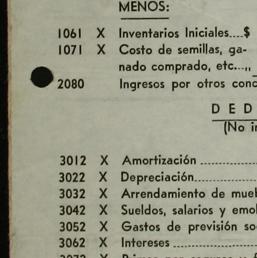 MENOS:
1061 X Inventarios Iniciales....$
1071 X Costo de semillas, ga-
nado comprado, etc...,,
2080 Ingresos por otros conc
D E D
(No in
3012 X Amortización
3022 X Depreciación
3032 X Arrendamiento de mueb
3042 X Sueldos, salarios y emol
3052 X Gastos de previsión so
3062 X Intereses